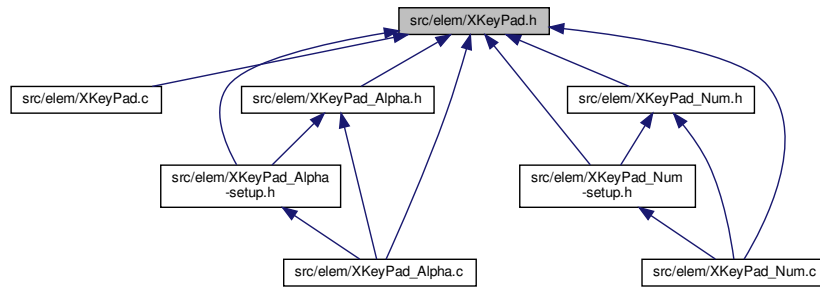 src/elem/XKeyPad.h
src/elem/XKeyPad.c
src/elem/XKeyPad_Alpha.h
src/elem/XKeyPad_Num.h
src/elem/XKeyPad_Alpha
-setup.h
src/elem/XKeyPad_Num
-setup.h
src/elem/XKeyPad_Alpha.c
src/elem/XKeyPad_Num.c